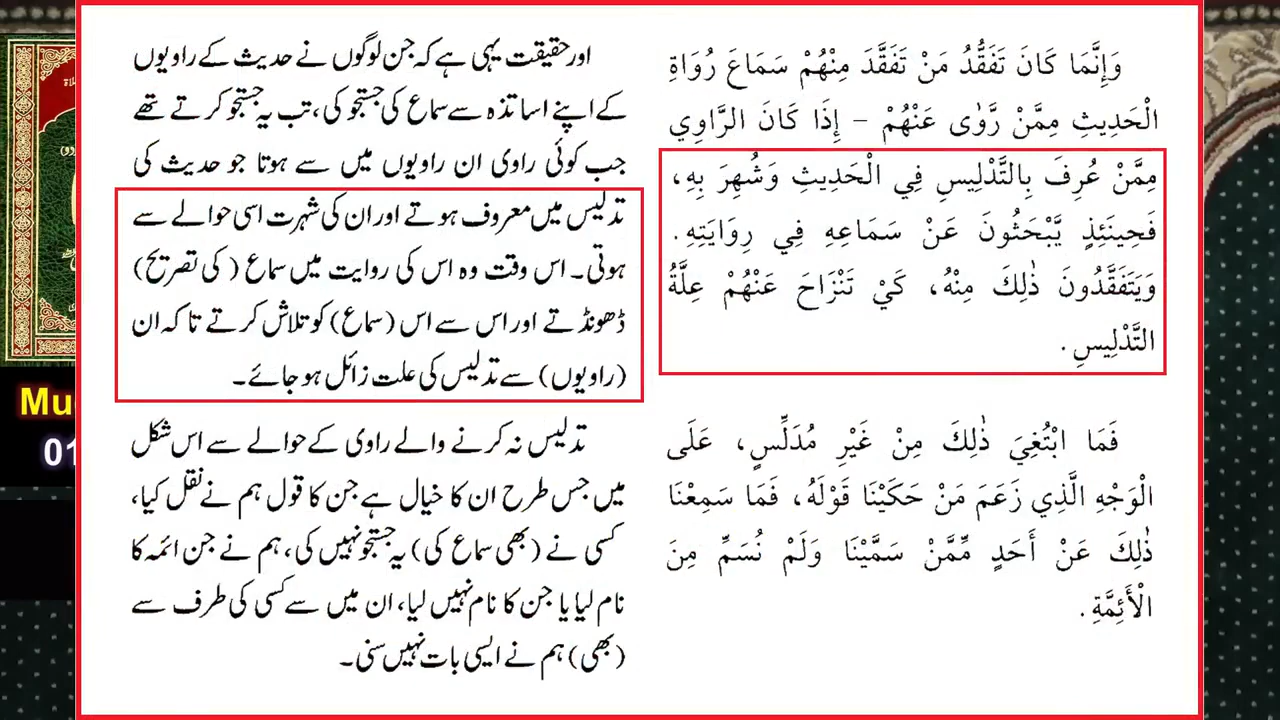 وَإِنَّمَا كَانَ تَفَقُّدُ مَنْ تَفَقَّدَ مِنْهُمْ سَمَاعَ رُوَاةِ
الْحَدِيثِ مِمَّنْ رَّوٰى عَنْهُمْ – إِذَا كَانَ الرَّاوِي
مِمَّنْ عُرِفَ بِالتَّدْلِيسِ فِي الْحَدِيثِ وَشُهِرَ بِهِ،
فَحِينَئِذٍ يَّبْحَثُونَ عَنْ سَمَاعِهِ فِي رِوَايَتِهِ.
وَيَتَفَقَّدُونَ ذٰلِكَ مِنْهُ، كَيْ تَنْزَاحَ عَنْهُمْ عِلَّةُ
التَّدْلِيسِ.
فَمَا ابْتُغِيَ ذٰلِكَ مِنْ غَيْرِ مُدَلِّسٍ، عَلَى
الْوَجْهِ الَّذِي زَعَمَ مَنْ حَكَيْنَا قَوْلَهُ، فَمَا سَمِعْنَا
ذٰلِكَ عَنْ أَحَدٍ مِّمَّنْ سَمَّيْنَا وَلَمْ نُسَمِّ مِنَ
الْأَئِمَّةِ.
اور حقیقت یہی ہے کہ جن لوگوں نے حدیث کے راویوں
کے اپنے اساتذہ سے سماع کی جستجو کی، تب یہ جستجو کرتے تھے
جب کوئی راوی ان راویوں میں سے ہوتا جو حدیث کی
تدلیس میں معروف ہوتے اور ان کی شہرت اسی حوالے سے
ہوتی۔ اس وقت وہ اس کی روایت میں سماع (کی تصریح)
ڈھونڈتے اور اس سے اس (سماع) کو تلاش کرتے تاکہ ان
(راویوں) سے تدلیس کی علت زائل ہو جائے۔
تدلیس نہ کرنے والے راوی کے حوالے سے اس شکل
میں جس طرح ان کا خیال ہے جن کا قول ہم نے نقل کیا،
کسی نے (بھی سماع کی) یہ جستجو نہیں کی، ہم نے جن ائمہ کا
نام لیا یا جن کا نام نہیں لیا، ان میں سے کسی کی طرف سے
(بھی) ہم نے ایسی بات نہیں سنی۔
Mu
01